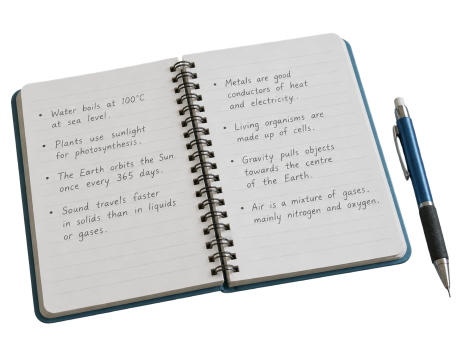 • Water boils at 100°C
at sea level.
• Plants use sunlight
for photosynthesis.
• The Earth orbits the Sun
once every 365 days.
• Sound travels faster
in solids than in liquids
or gases.
• Metals are good
conductors of heat
and electricity.
• Living organisms are
made up of cells.
• Gravity pulls objects
towards the centre
of the Earth.
• Air is a mixture of gases,
mainly nitrogen and oxygen.